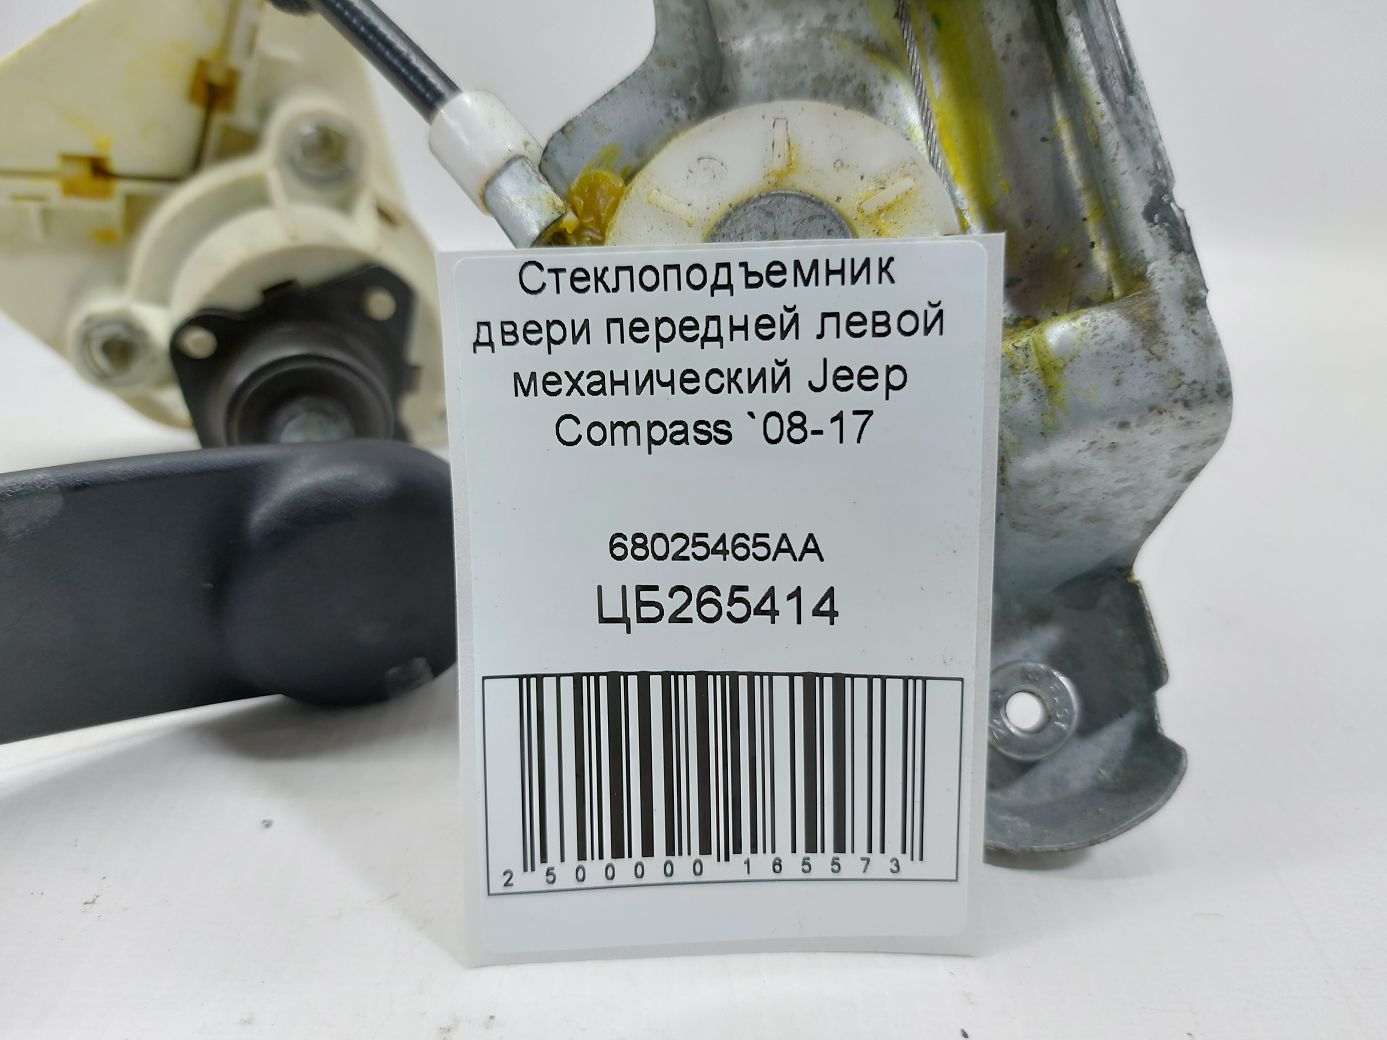 Стеклоподъемник
двери передней левой
механический Jeep
Compass `08-17
68025465AA
ЦБ265414
2 500000 165573